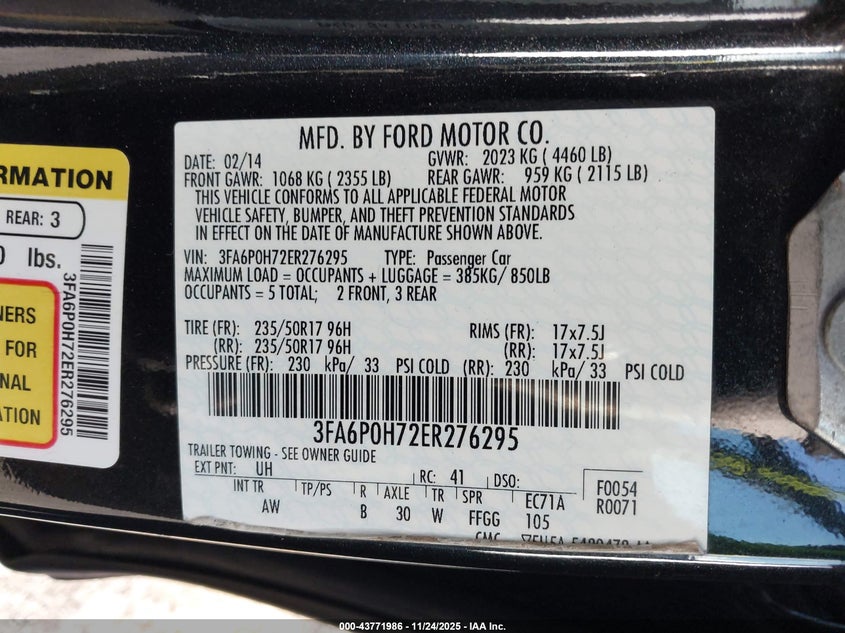 RMATION
REAR: 3
0 lbs.
NERS
FOR
NAL
ATION
3FA6P0H72ER276295
MFD. BY FORD MOTOR CO.
DATE: 02/14 GVWR: 2023 KG ( 4460 LB)
FRONT GAWR: 1068 KG ( 2355 LB) REAR GAWR: 959 KG ( 2115 LB)
THIS VEHICLE CONFORMS TO ALL APPLICABLE FEDERAL MOTOR
VEHICLE SAFETY, BUMPER, AND THEFT PREVENTION STANDARDS
IN EFFECT ON THE DATE OF MANUFACTURE SHOWN ABOVE.
VIN: 3FA6P0H72ER276295 TYPE: Passenger Car
MAXIMUM LOAD = OCCUPANTS + LUGGAGE = 385KG/ 850LB
OCCUPANTS = 5 TOTAL; 2 FRONT, 3 REAR
TIRE (FR): 235/50R17 96H RIMS (FR): 17x7.5J
(RR): 235/50R17 96H (RR): 17x7.5J
PRESSURE (FR): 230 kPa/ 33 PSI COLD (RR): 230 kPa/ 33 PSI COLD
3FA6P0H72ER276295
TRAILER TOWING - SEE OWNER GUIDE
EXT PNT: UH RC: 41 DSO: F0054
INT TR TP/PS R AXLE TR SPR EC71A R0071
AW B 30 W FFGG 105
000-43771986 - 11/24/2025 - IAA Inc.